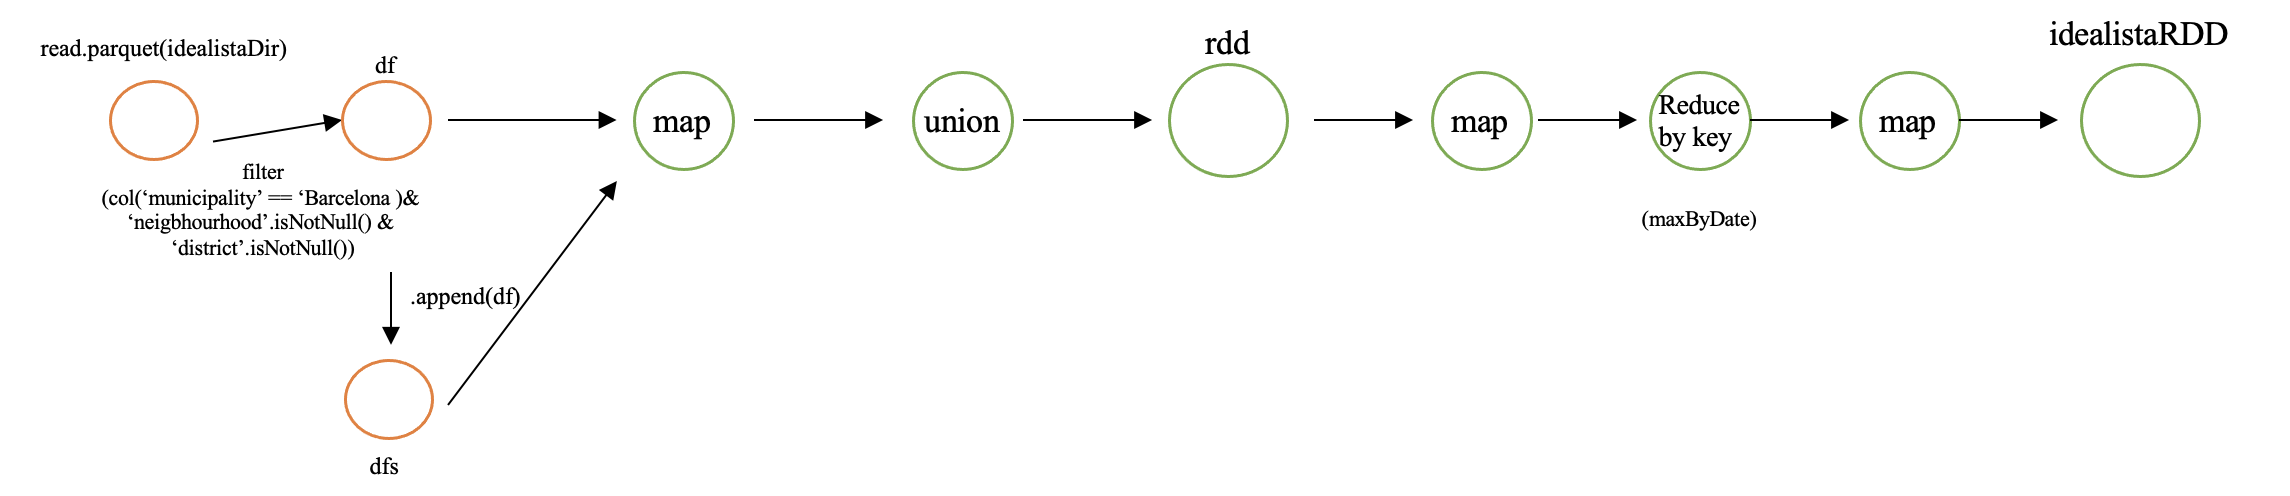 read.parquet(idealistaDir)
df
filter
(col(‘municipality’ == ‘Barcelona )&
‘neigbhourhood’.isNotNull() &
‘district’.isNotNull())
.append(df)
dfs
map
union
rdd
map
Reduce
by key
(maxByDate)
map
idealistaRDD